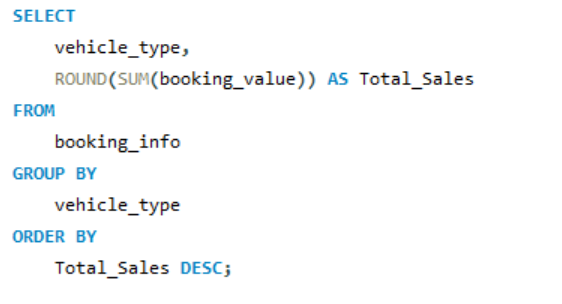 SELECT
    vehicle_type,
    ROUND(SUM(booking_value)) AS Total_Sales
FROM
    booking_info
GROUP BY
    vehicle_type
ORDER BY
    Total_Sales DESC;